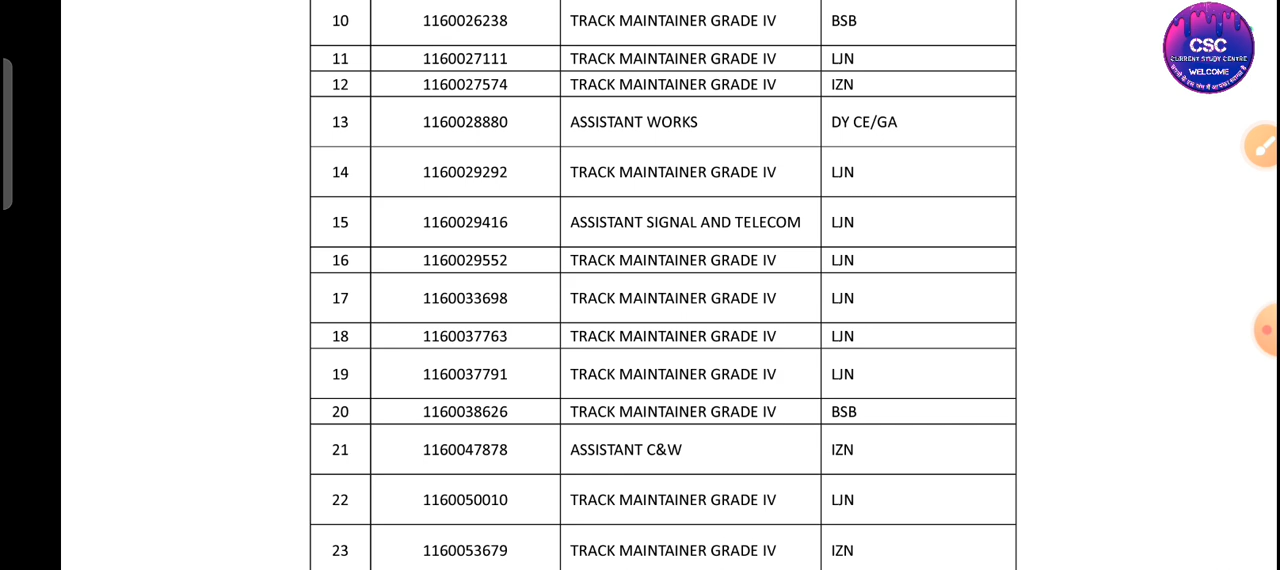 10 1160026238 TRACK MAINTAINER GRADE IV BSB
11 1160027111 TRACK MAINTAINER GRADE IV LJN
12 1160027574 TRACK MAINTAINER GRADE IV IZN
13 1160028880 ASSISTANT WORKS DY CE/GA
14 1160029292 TRACK MAINTAINER GRADE IV LJN
15 1160029416 ASSISTANT SIGNAL AND TELECOM LJN
16 1160029552 TRACK MAINTAINER GRADE IV LJN
17 1160033698 TRACK MAINTAINER GRADE IV LJN
18 1160037763 TRACK MAINTAINER GRADE IV LJN
19 1160037791 TRACK MAINTAINER GRADE IV LJN
20 1160038626 TRACK MAINTAINER GRADE IV BSB
21 1160047878 ASSISTANT C&W IZN
22 1160050010 TRACK MAINTAINER GRADE IV LJN
23 1160053679 TRACK MAINTAINER GRADE IV IZN
CSC
CURRENT STUDY CENTRE
WELCOME